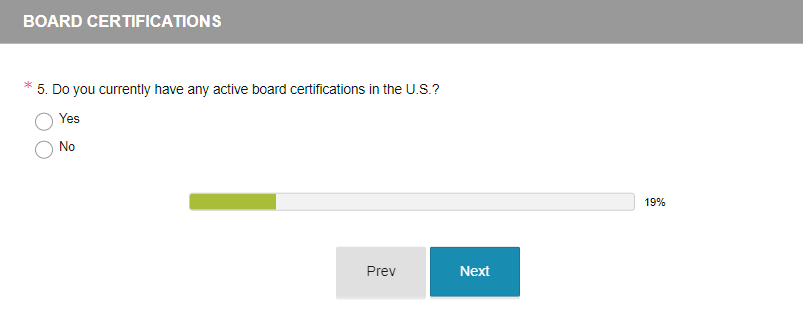 BOARD CERTIFICATIONS
* 5. Do you currently have any active board certifications in the U.S.?
Yes
No
19%
Prev
Next